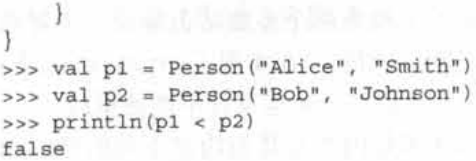 }
}
>>> val p1 = Person("Alice", "Smith")
>>> val p2 = Person("Bob", "Johnson")
>>> println(p1 < p2)
false